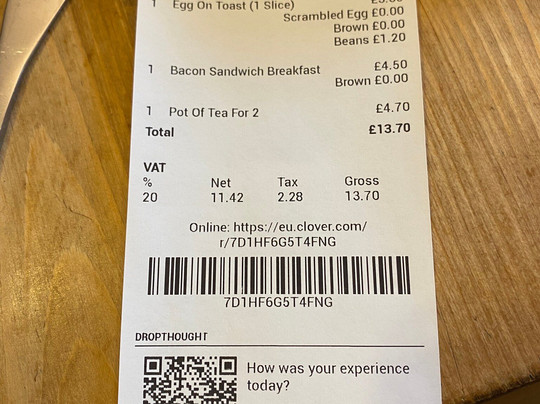 1 Egg On Toast (1 Slice)
Scrambled Egg £0.00
Brown £0.00
Beans £1.20
1 Bacon Sandwich Breakfast £4.50
Brown £0.00
1 Pot Of Tea For 2 £4.70
Total £13.70
VAT
% Net Tax Gross
20 11.42 2.28 13.70
Online: https://eu.clover.com/
r/7D1HF6G5T4FNG
7D1HF6G5T4FNG
DROPTHOUGHT
How was your experience
today?